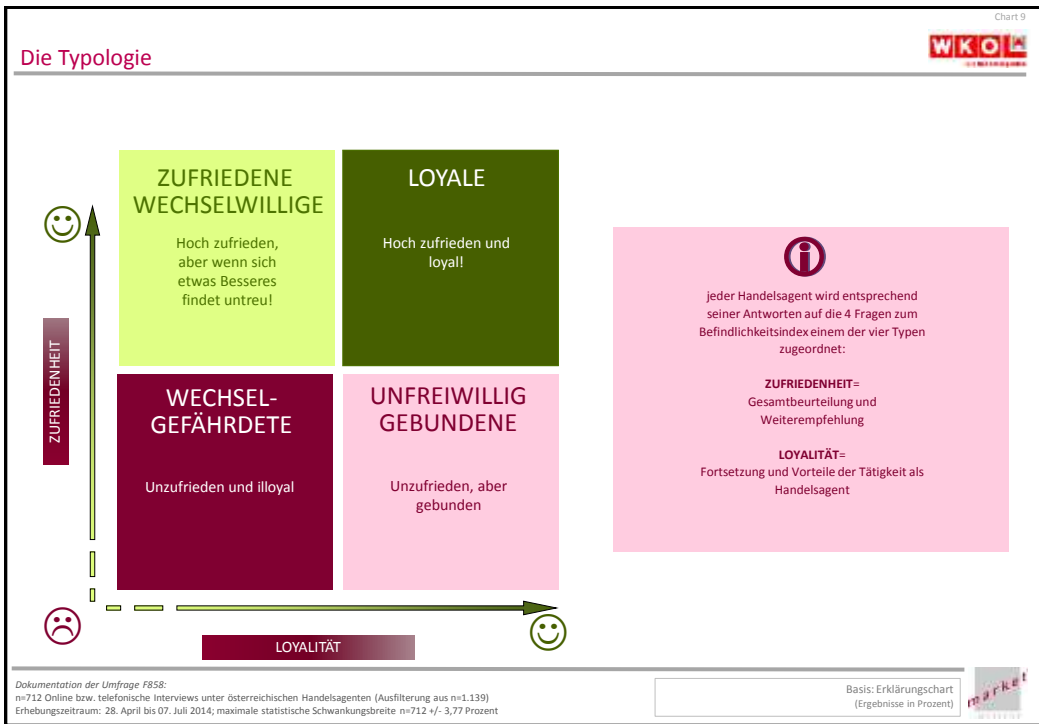 Chart 9
Die Typologie
WKO
ZUFRIEDENE
WECHSELWILLIGE
Hoch zufrieden,
aber wenn sich
etwas Besseres
findet untreu!
LOYALE
Hoch zufrieden und
loyal!
ZUFRIEDENHEIT
WECHSEL-
GEFÄHRDETE
Unzufrieden und illoyal
UNFREIWILLIG
GEBUNDENE
Unzufrieden, aber
gebunden
LOYALITÄT
i
jeder Handelsagent wird entsprechend
seiner Antworten auf die 4 Fragen zum
Befindlichkeitsindex einem der vier Typen
zugeordnet:
ZUFRIEDENHEIT=
Gesamtbeurteilung und
Weiterempfehlung
LOYALITÄT=
Fortsetzung und Vorteile der Tätigkeit als
Handelsagent
Dokumentation der Umfrage F858:
n=712 Online bzw. telefonische Interviews unter österreichischen Handelsagenten (Ausfilterung aus n=1.139)
Erhebungszeitraum: 28. April bis 07. Juli 2014; maximale statistische Schwankungsbreite n=712 +/- 3,77 Prozent
Basis: Erklärungschart
(Ergebnisse in Prozent)
market